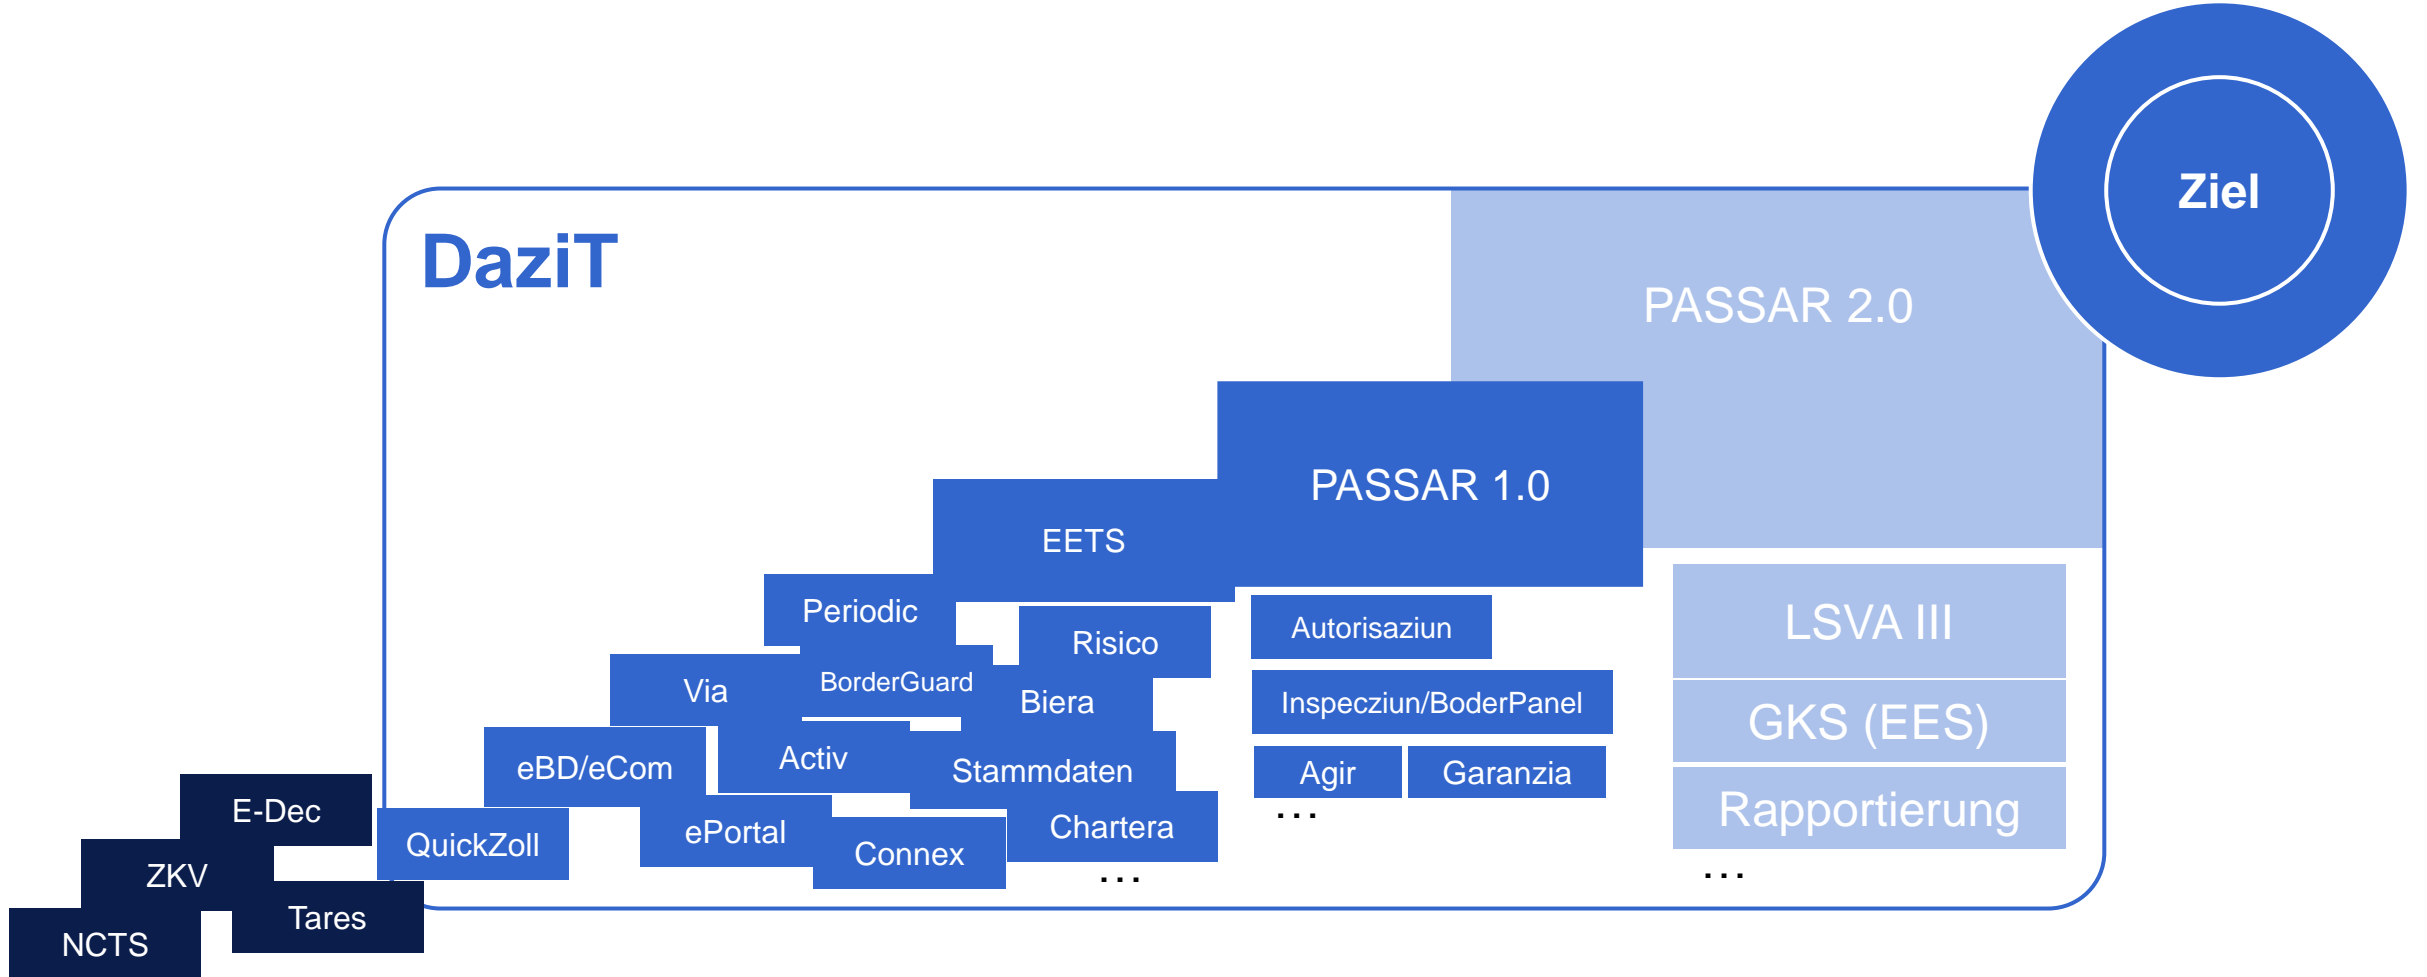 Ziel
DaziT
PASSAR 2.0
PASSAR 1.0
EETS
Periodic
Risico
Autorisaziun
LSVA III
Via
BorderGuard
Biera
Inspecziun/BoderPanel
GKS (EES)
eBD/eCom
Activ
Stammdaten
Agir
Garanzia
Rapportierung
E-Dec
QuickZoll
ePortal
Connex
Chartera
...
...
...
ZKV
Tares
NCTS